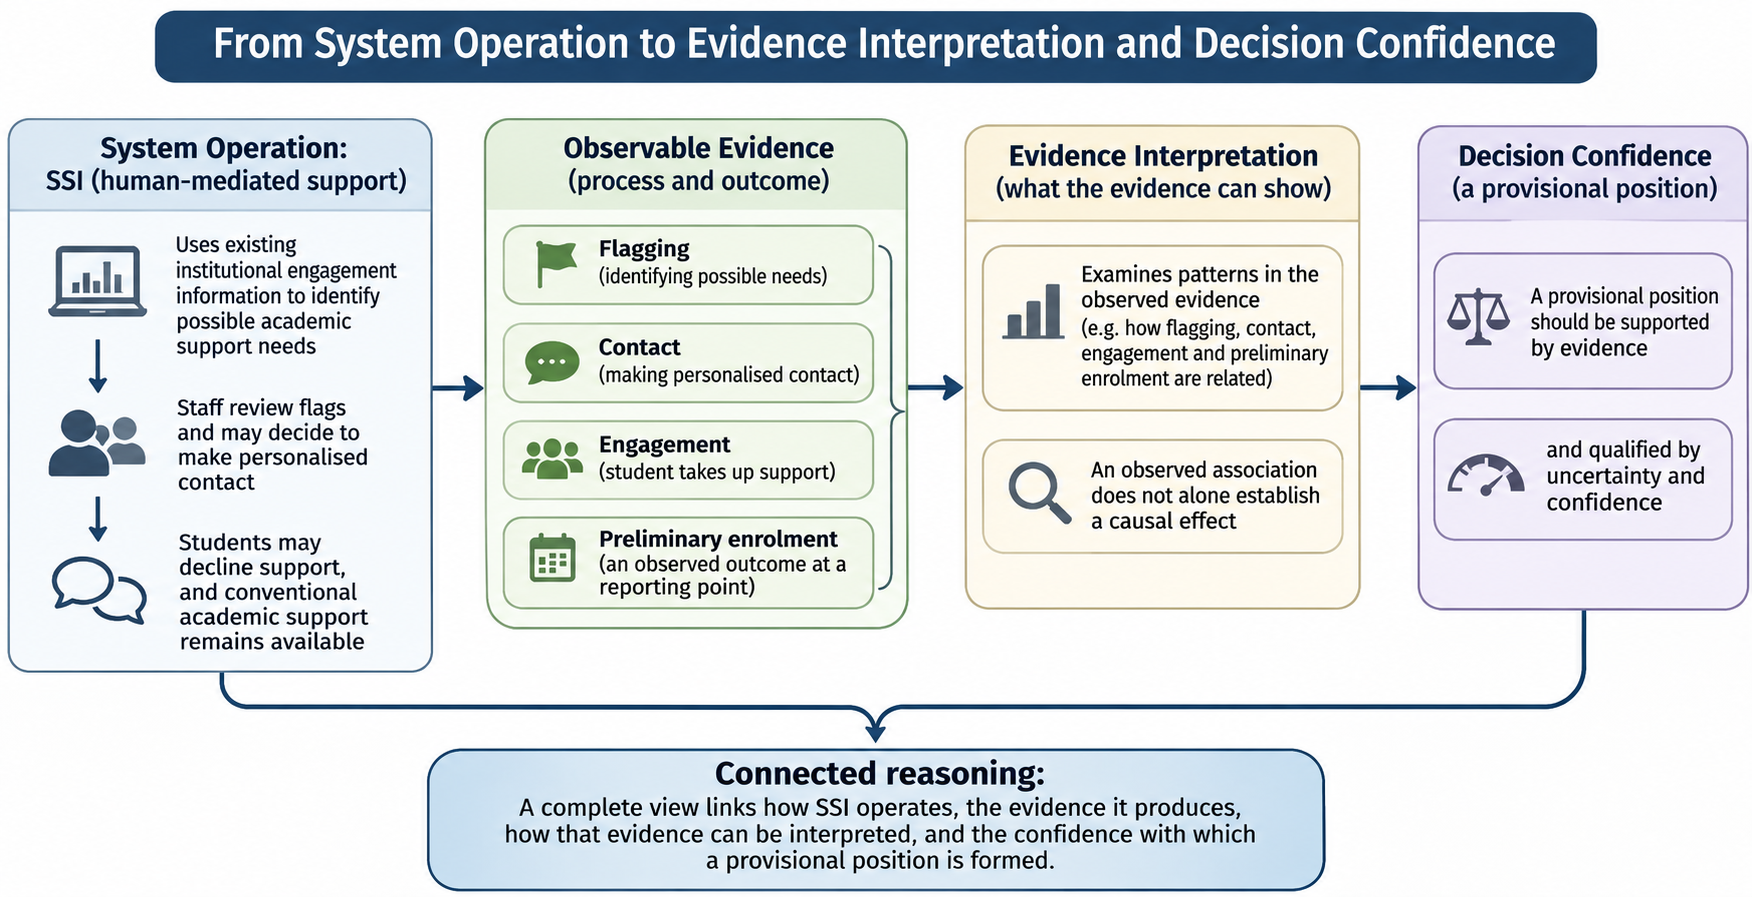 From System Operation to Evidence Interpretation and Decision Confidence
System Operation:
SSI (human-mediated support)
Uses existing
institutional engagement
information to identify
possible academic
support needs
Staff review flags
and may decide to
make personalised
contact
Students may
decline support,
and conventional
academic support
remains available
Observable Evidence
(process and outcome)
Flagging
(identifying possible needs)
Contact
(making personalised contact)
Engagement
(student takes up support)
Preliminary enrolment
(an observed outcome at a
reporting point)
Evidence Interpretation
(what the evidence can show)
Examines patterns in the
observed evidence
(e.g. how flagging, contact,
engagement and preliminary
enrolment are related)
An observed association
does not alone establish
a causal effect
Decision Confidence
(a provisional position)
A provisional position
should be supported
by evidence
and qualified by
uncertainty and
confidence
Connected reasoning:
A complete view links how SSI operates, the evidence it produces,
how that evidence can be interpreted, and the confidence with which
a provisional position is formed.